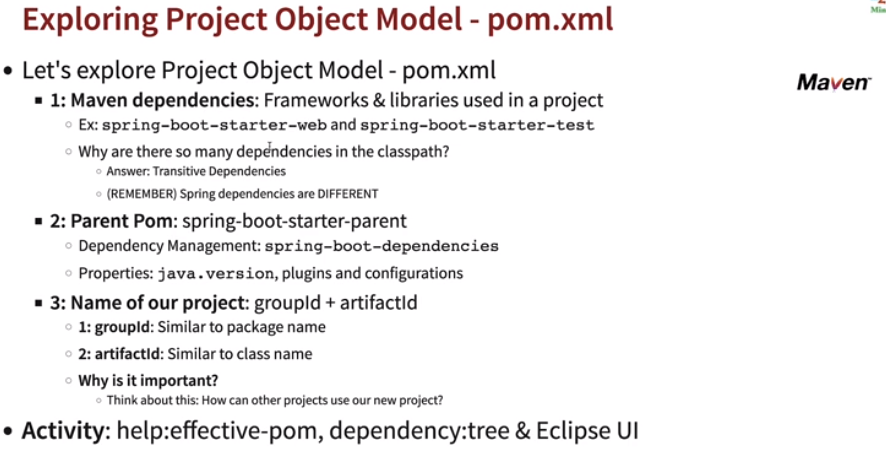 Exploring Project Object Model - pom.xml
Min
• Let's explore Project Object Model - pom.xml
Maven™
▪ 1: Maven dependencies: Frameworks & libraries used in a project
○ Ex: spring-boot-starter-web and spring-boot-starter-test
○ Why are there so many dependencies in the classpath?
○ Answer: Transitive Dependencies
○ (REMEMBER) Spring dependencies are DIFFERENT
▪ 2: Parent Pom: spring-boot-starter-parent
○ Dependency Management: spring-boot-dependencies
○ Properties: java.version, plugins and configurations
▪ 3: Name of our project: groupId + artifactId
○ 1: groupId: Similar to package name
○ 2: artifactId: Similar to class name
○ Why is it important?
○ Think about this: How can other projects use our new project?
• Activity: help:effective-pom, dependency:tree & Eclipse UI